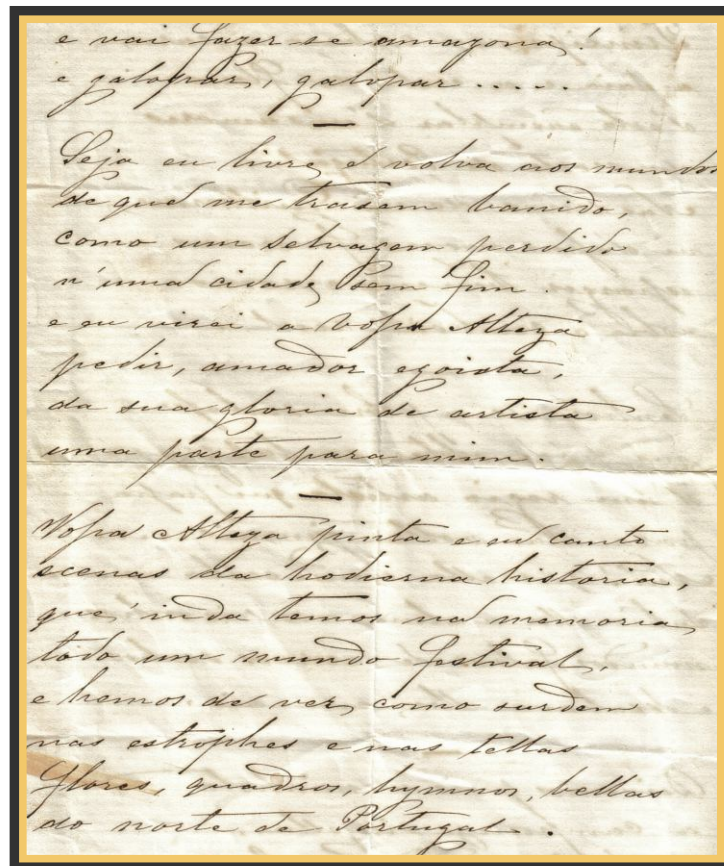 e vai fazer-se amazona!
e galopar, galopar .....
Seja eu livre, e volva aos mundos
de que me trasem banido,
como um selvagem perdido
n'uma cidade sem fim.
e eu virei a Vossa Alteza
pedir, amador egoista,
da sua gloria de artista
uma parte para mim.
Vossa Alteza pinta e eu canto
scenas da hodierna historia,
que inda temos na memoria
todo um mundo festival,
e hemos de ver, como surdem
nas estrophes e nas tellas
flores, quadros, hymnos, bellas
do norte de Portugal.